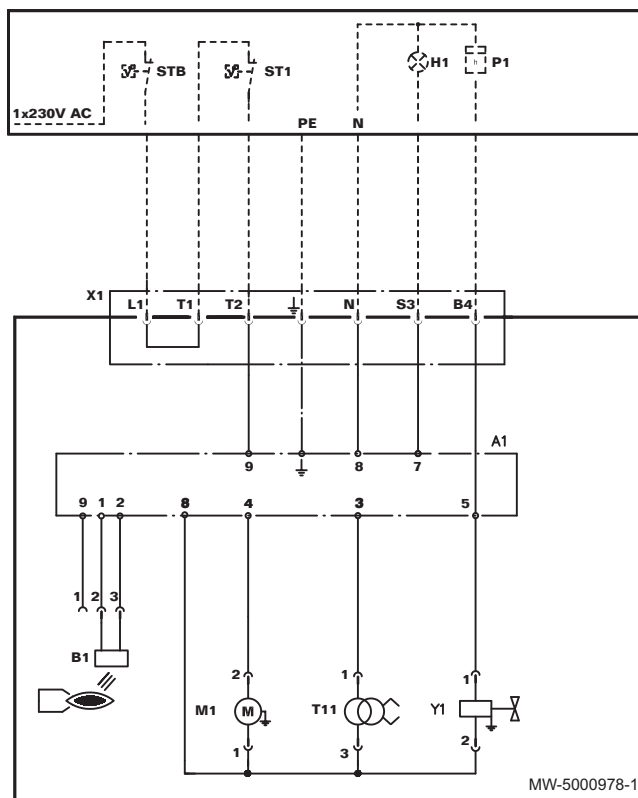 STB ST1 H1 h P1
1x230V AC
PE N
X1 L1 T1 T2 N S3 B4
A1
9 8 7
9 1 2 8 4 3 5
1 2 3
B1
2 1 1
M1 M T11 Y1
1 3 2
MW-5000978-1